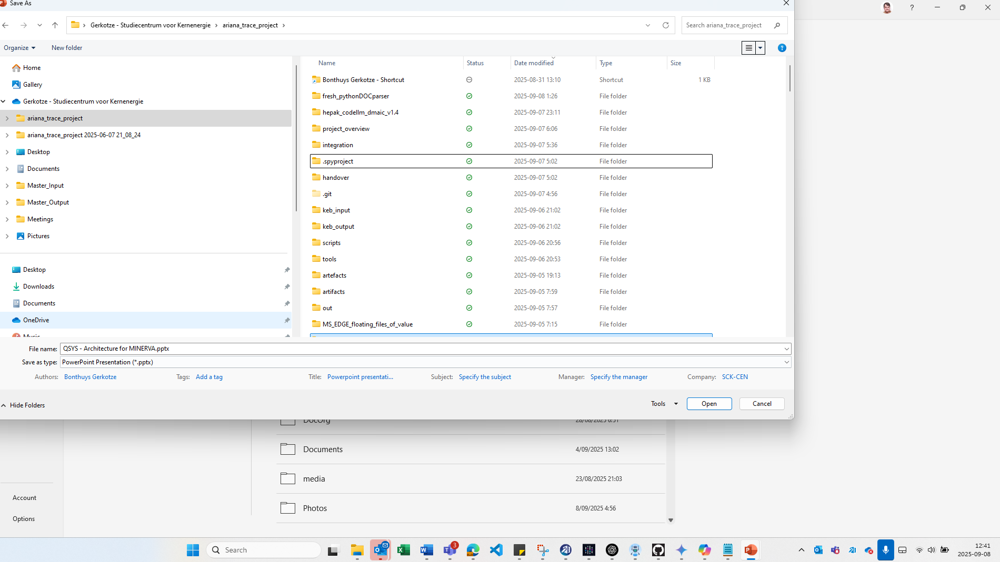 Save As
Gerkotze - Studiecentrum voor Kernenergie > ariana_trace_project >
Search ariana_trace_project
Organize
New folder
Home
Gallery
Gerkotze - Studiecentrum voor Kernenergie
ariana_trace_project
ariana_trace_project 2025-06-07 21_08_24
Desktop
Documents
Master_Input
Master_Output
Meetings
Pictures
Desktop
Downloads
Documents
OneDrive
Music
Name Status Date modified Type Size
Bonthuys Gerkotze - Shortcut 2025-08-31 13:10 Shortcut 1 KB
fresh_pythonDOCparser 2025-09-08 1:26 File folder
hepak_codellm_dmaic_v1.4 2025-09-07 23:11 File folder
project_overview 2025-09-07 6:06 File folder
integration 2025-09-07 5:36 File folder
.spyproject 2025-09-07 5:02 File folder
handover 2025-09-07 5:02 File folder
.git 2025-09-07 4:56 File folder
keb_input 2025-09-06 21:02 File folder
keb_output 2025-09-06 21:02 File folder
scripts 2025-09-06 20:56 File folder
tools 2025-09-06 20:53 File folder
artefacts 2025-09-05 19:13 File folder
artifacts 2025-09-05 7:59 File folder
out 2025-09-05 7:57 File folder
MS_EDGE_floating_files_of_value 2025-09-05 7:15 File folder
File name: QSYS - Architecture for MINERVA.pptx
Save as type: PowerPoint Presentation (*.pptx)
Authors: Bonthuys Gerkotze Tags: Add a tag Title: Powerpoint presentati... Subject: Specify the subject Manager: Specify the manager Company: SCK-CEN
Hide Folders
Tools Open Cancel
DocOrg 28/08/2025 6:51
Documents 4/09/2025 13:02
media 23/08/2025 21:03
Photos 8/09/2025 4:56
Account
Options
Search
3
12:41
2025-09-08